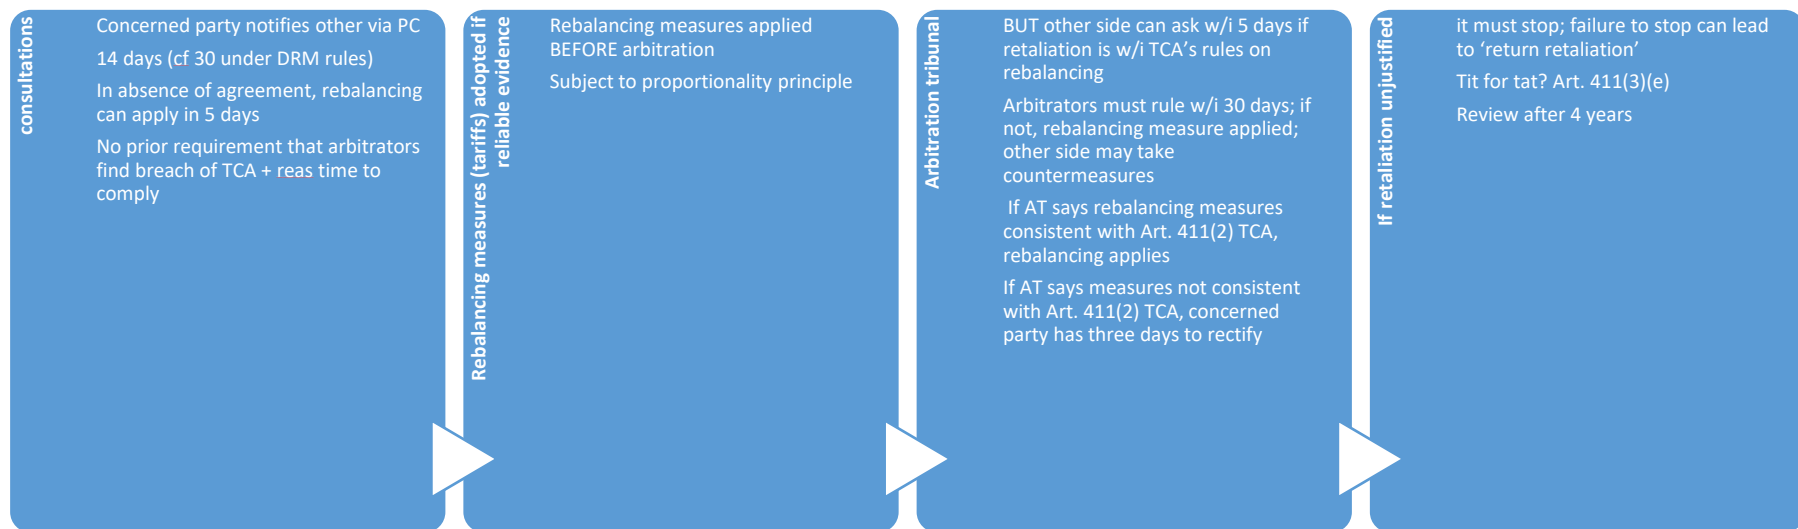 consultations
Concerned party notifies other via PC
14 days (cf 30 under DRM rules)
In absence of agreement, rebalancing
can apply in 5 days
No prior requirement that arbitrators
find breach of TCA + reas time to
comply
Rebalancing measures (tariffs) adopted if
reliable evidence
Rebalancing measures applied
BEFORE arbitration
Subject to proportionality principle
Arbitration tribunal
BUT other side can ask w/i 5 days if
retaliation is w/i TCA’s rules on
rebalancing
Arbitrators must rule w/i 30 days; if
not, rebalancing measure applied;
other side may take
countermeasures
If AT says rebalancing measures
consistent with Art. 411(2) TCA,
rebalancing applies
If AT says measures not consistent
with Art. 411(2) TCA, concerned
party has three days to rectify
If retaliation unjustified
it must stop; failure to stop can lead
to ‘return retaliation’
Tit for tat? Art. 411(3)(e)
Review after 4 years